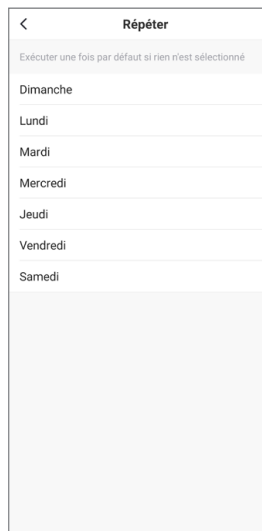 Répéter
Exécuter une fois par défaut si rien n'est sélectionné
Dimanche
Lundi
Mardi
Mercredi
Jeudi
Vendredi
Samedi